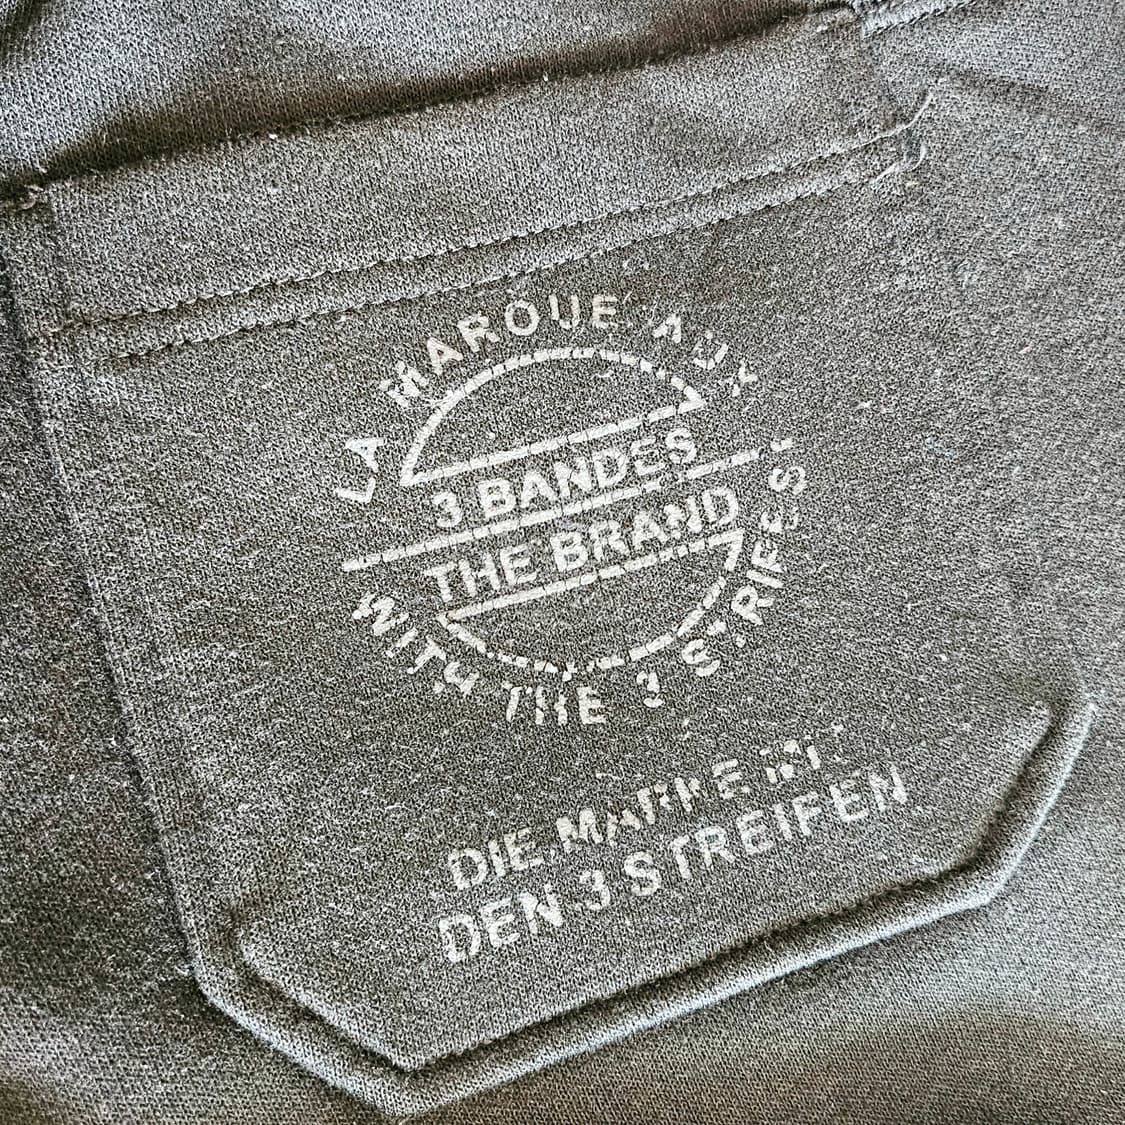 LA MARQUE AUX
3 BANDES
THE BRAND
WITH THE 3 STRIPES
DIE MARKE MIT
DEN 3 STREIFEN